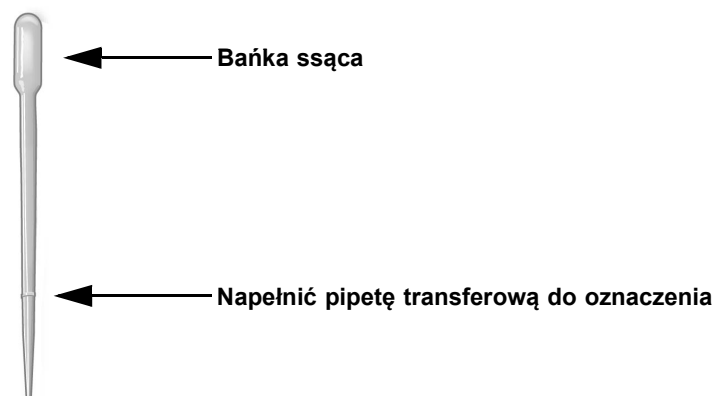 Bańka ssąca
Napełnić pipetę transferową do oznaczenia